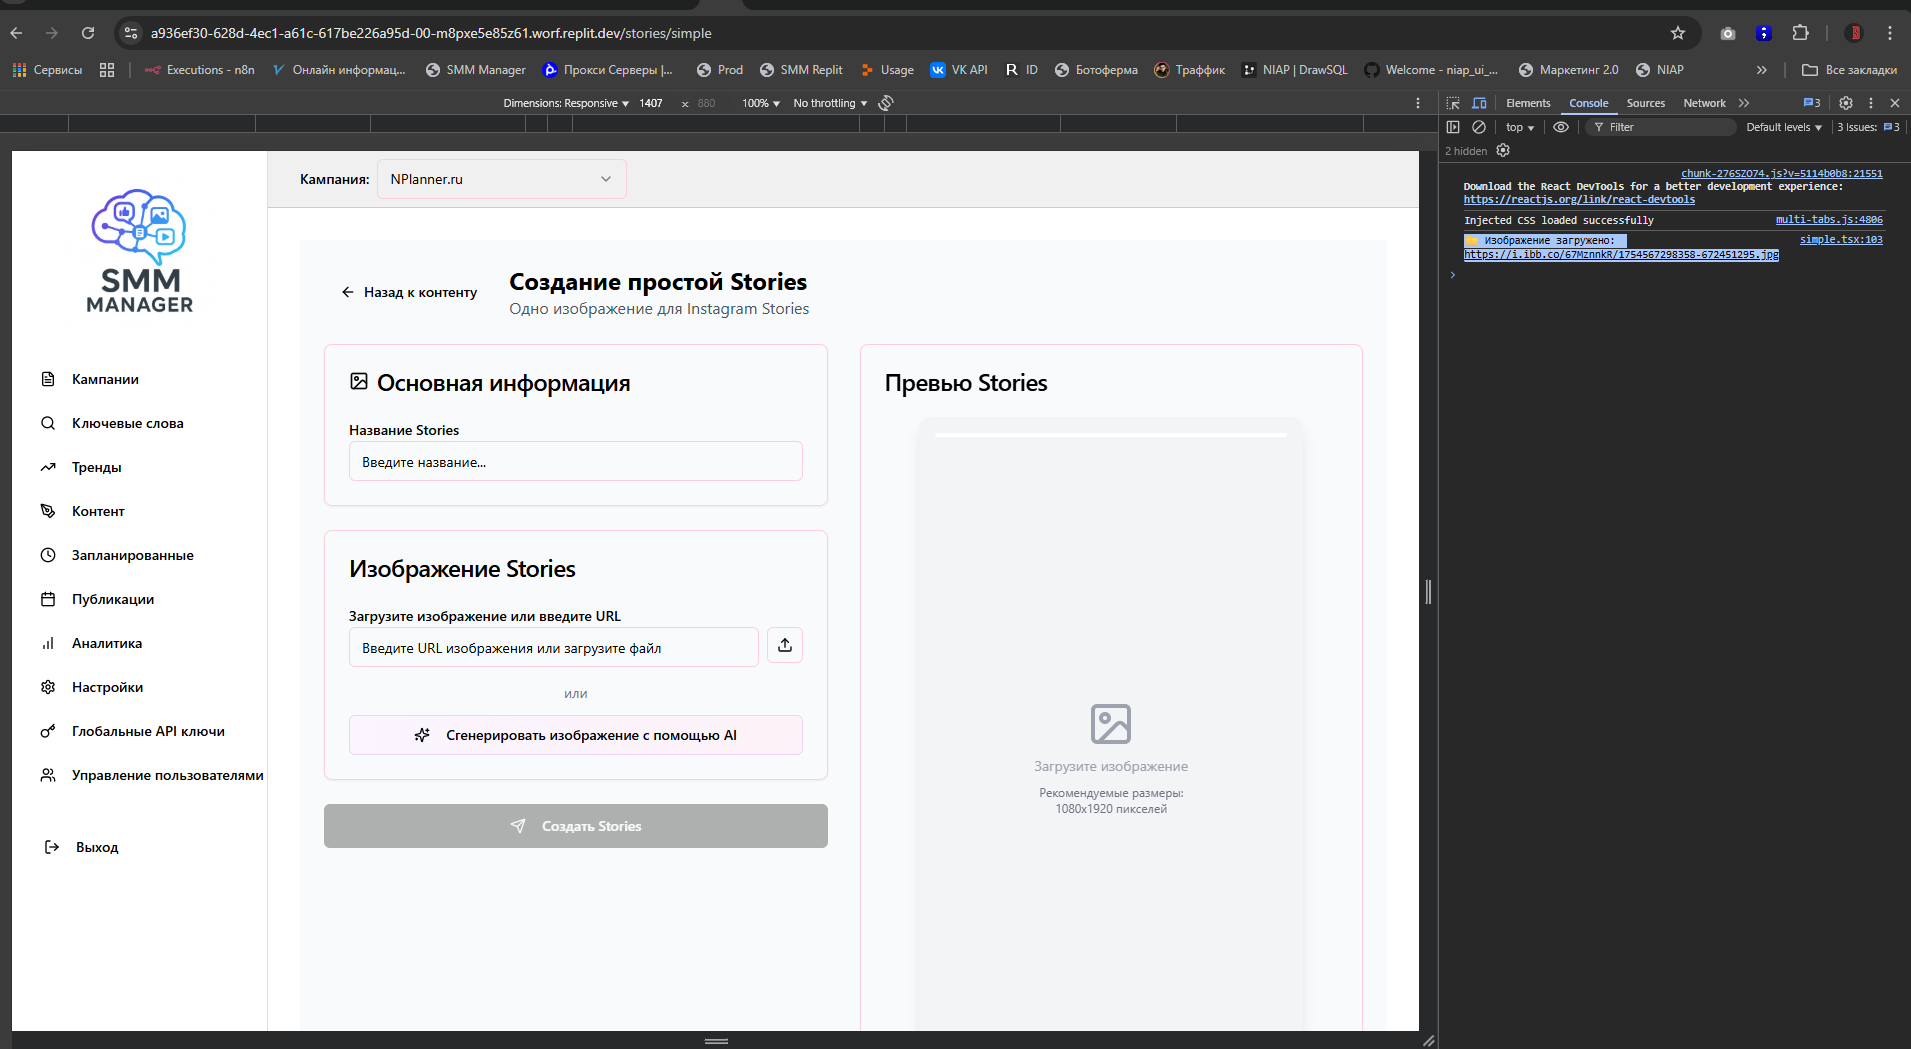 a936ef30-628d-4ec1-a61c-617be226a95d-00-m8pxe5e85z61.worf.replit.dev/stories/simple
Сервисы Executions - n8n Онлайн информац... SMM Manager Прокси Серверы |... Prod SMM Replit Usage VK API ID Ботоферма Траффик NIAP | DrawSQL Welcome - niap_ui_... Маркетинг 2.0 NIAP Все закладки
Dimensions: Responsive 1407 x 880 100% No throttling
Elements Console Sources Network 3
top Filter Default levels 3 Issues: 3
2 hidden
chunk-276SZO74.js?v=5114b0b8:21551
Download the React DevTools for a better development experience:
https://reactjs.org/link/react-devtools
Injected CSS loaded successfully multi-tabs.js:4806
Изображение загружено: simple.tsx:103
https://i.ibb.co/67MznnkR/1754567298358-672451295.jpg
SMM
MANAGER
Кампании
Ключевые слова
Тренды
Контент
Запланированные
Публикации
Аналитика
Настройки
Глобальные API ключи
Управление пользователями
Выход
Кампания: NPlanner.ru
Назад к контенту
Создание простой Stories
Одно изображение для Instagram Stories
Основная информация
Название Stories
Введите название...
Изображение Stories
Загрузите изображение или введите URL
Введите URL изображения или загрузите файл
или
Сгенерировать изображение с помощью AI
Создать Stories
Превью Stories
Загрузите изображение
Рекомендуемые размеры:
1080x1920 пикселей